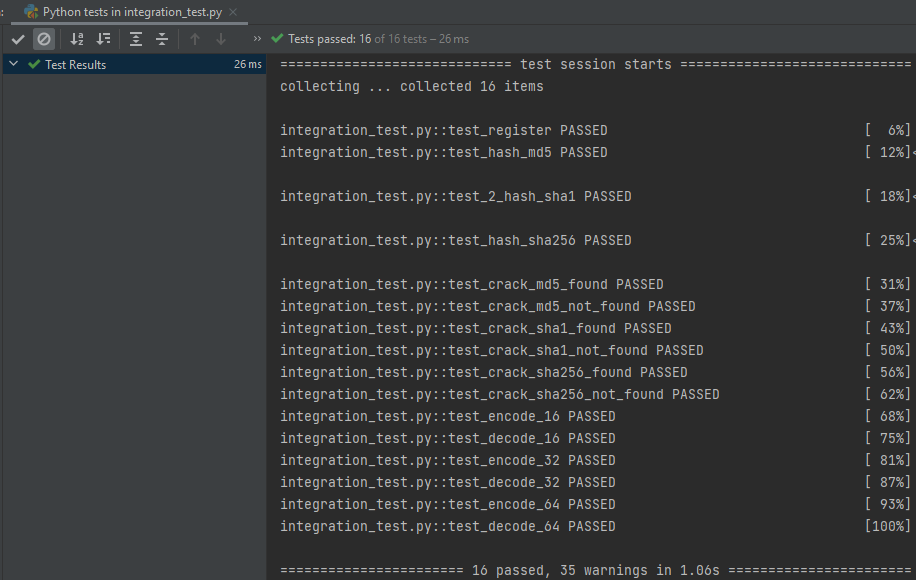 Python tests in integration_test.py
Tests passed: 16 of 16 tests – 26 ms
Test Results 26 ms
============================= test session starts =============================
collecting ... collected 16 items
integration_test.py::test_register PASSED [  6%]
integration_test.py::test_hash_md5 PASSED [ 12%]<
integration_test.py::test_2_hash_sha1 PASSED [ 18%]<
integration_test.py::test_hash_sha256 PASSED [ 25%]<
integration_test.py::test_crack_md5_found PASSED [ 31%]
integration_test.py::test_crack_md5_not_found PASSED [ 37%]
integration_test.py::test_crack_sha1_found PASSED [ 43%]
integration_test.py::test_crack_sha1_not_found PASSED [ 50%]
integration_test.py::test_crack_sha256_found PASSED [ 56%]
integration_test.py::test_crack_sha256_not_found PASSED [ 62%]
integration_test.py::test_encode_16 PASSED [ 68%]
integration_test.py::test_decode_16 PASSED [ 75%]
integration_test.py::test_encode_32 PASSED [ 81%]
integration_test.py::test_decode_32 PASSED [ 87%]
integration_test.py::test_encode_64 PASSED [ 93%]
integration_test.py::test_decode_64 PASSED [100%]
======================= 16 passed, 35 warnings in 1.06s =======================